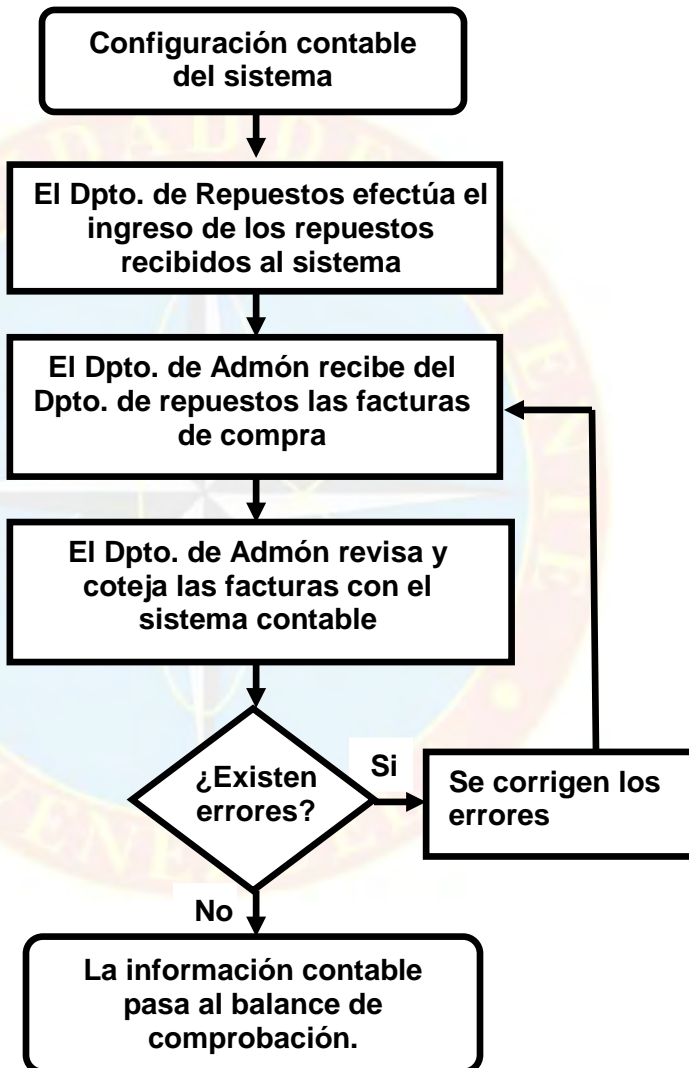 Configuración contable
del sistema
El Dpto. de Repuestos efectúa el
ingreso de los repuestos
recibidos al sistema
El Dpto. de Admón recibe del
Dpto. de repuestos las facturas
de compra
El Dpto. de Admón revisa y
coteja las facturas con el
sistema contable
¿Existen
errores?
Si
Se corrigen los
errores
No
La información contable
pasa al balance de
comprobación.